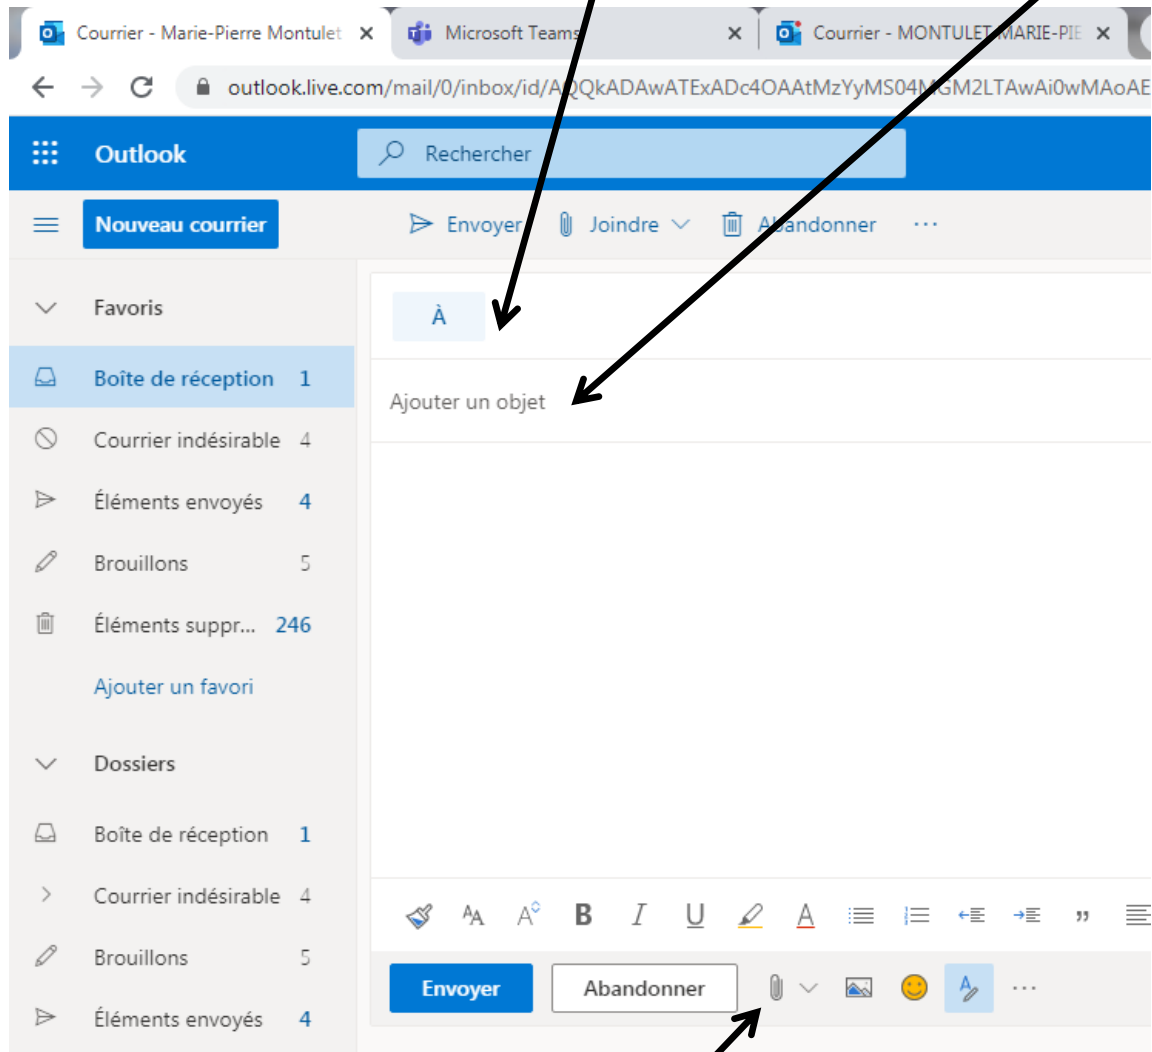 Courrier - Marie-Pierre Montulet
Microsoft Teams
Courrier - MONTULET MARIE-PIE
outlook.live.com/mail/0/inbox/id/AQQkADAwATExADc4OAAtMzYyMS04MGM2LTAwAi0wMAoAE
Outlook
Rechercher
Nouveau courrier
Envoyer
Joindre
Abandonner
...
Favoris
Boîte de réception 1
Courrier indésirable 4
Éléments envoyés 4
Brouillons 5
Éléments suppr... 246
Ajouter un favori
Dossiers
Boîte de réception 1
Courrier indésirable 4
Brouillons 5
Éléments envoyés 4
À
Ajouter un objet
B I U A
Envoyer
Abandonner
...